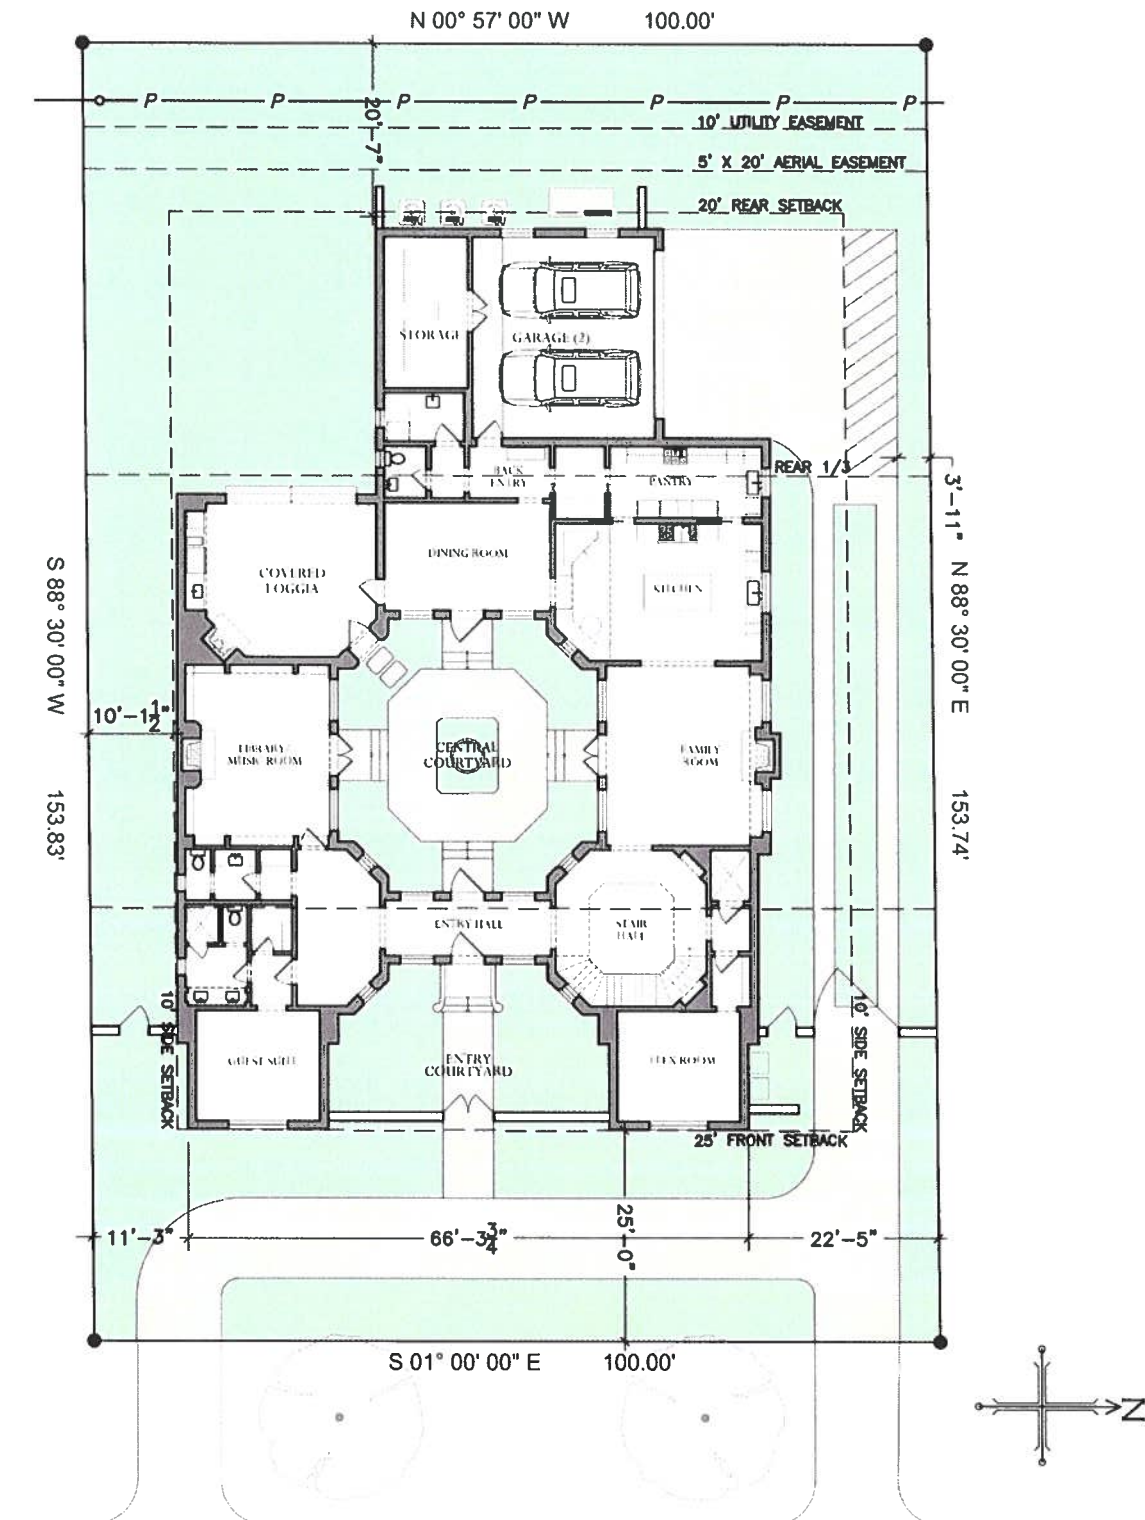 N 00° 57' 00" W 100.00'
P P P P P P P
20'-7"
10' UTILITY EASEMENT
5' X 20' AERIAL EASEMENT
20' REAR SETBACK
STORAGE
GARAGE (2)
BACK
ENTRY
PANTRY
REAR 1/3
3'-11"
DINING ROOM
COVERED
LOGGIA
KITCHEN
S 88° 30' 00" W 153.83'
N 88° 30' 00" E 153.74'
10'-1 1/2"
LIBRARY/
MUSIC ROOM
CENTRAL
COURTYARD
FAMILY
ROOM
ENTRY HALL
STAIR
HALL
10' SIDE SETBACK
10' SIDE SETBACK
GUEST SUITE
ENTRY
COURTYARD
FLEX ROOM
25' FRONT SETBACK
11'-3"
66'-3 3/4"
25'-0"
22'-5"
S 01° 00' 00" E 100.00'
N